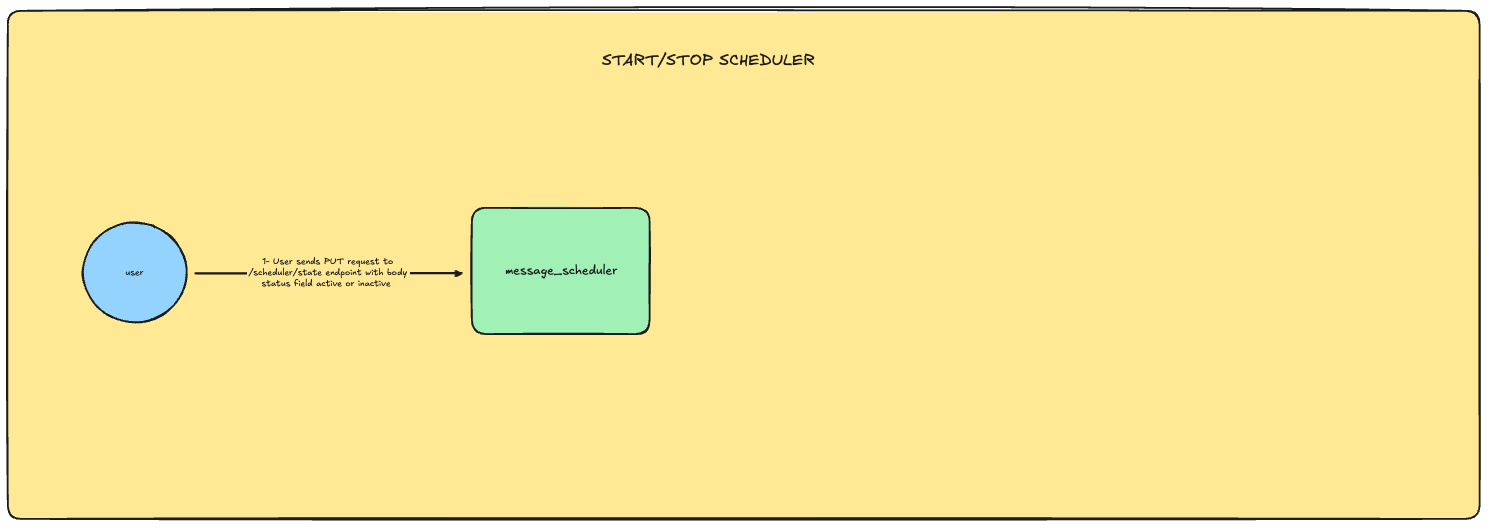 START/STOP SCHEDULER
user
1- User sends PUT request to
/scheduler/state endpoint with body
status field active or inactive
message_scheduler